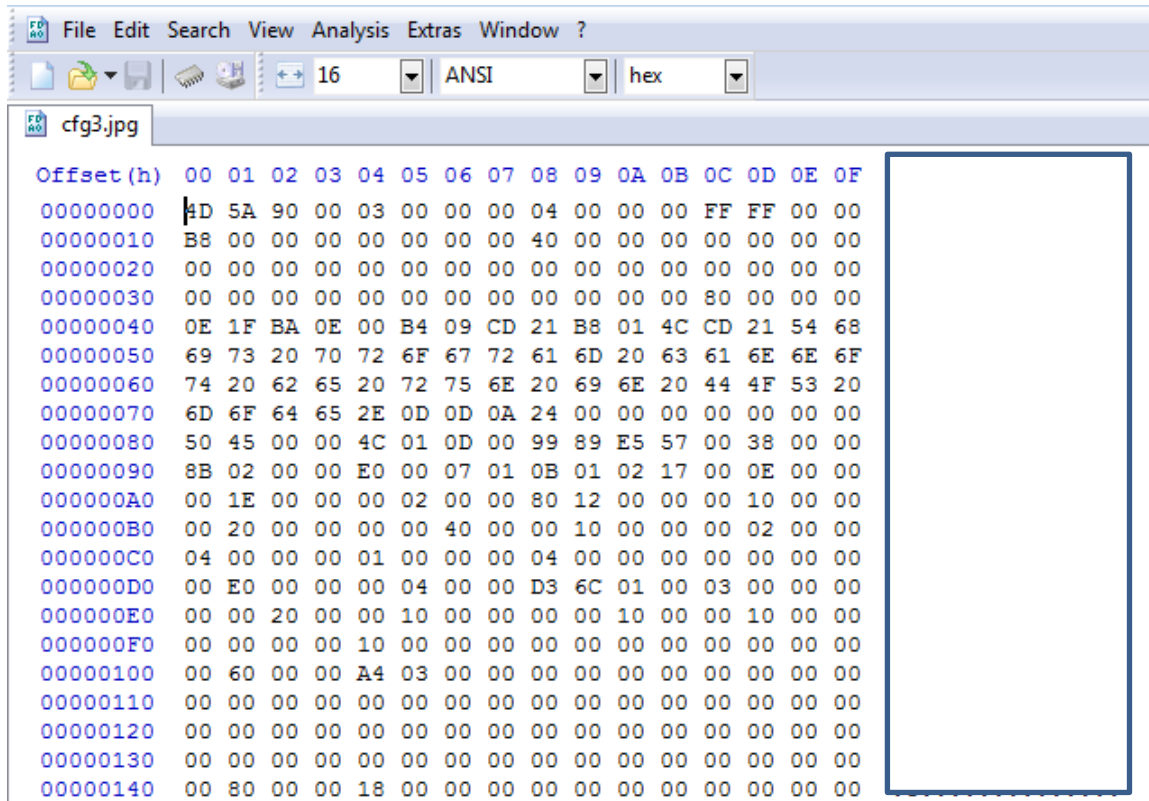 File Edit Search View Analysis Extras Window ?
16 ANSI hex
cfg3.jpg
Offset(h) 00 01 02 03 04 05 06 07 08 09 0A 0B 0C 0D 0E 0F
00000000 4D 5A 90 00 03 00 00 00 04 00 00 00 FF FF 00 00
00000010 B8 00 00 00 00 00 00 00 40 00 00 00 00 00 00 00
00000020 00 00 00 00 00 00 00 00 00 00 00 00 00 00 00 00
00000030 00 00 00 00 00 00 00 00 00 00 00 00 80 00 00 00
00000040 0E 1F BA 0E 00 B4 09 CD 21 B8 01 4C CD 21 54 68
00000050 69 73 20 70 72 6F 67 72 61 6D 20 63 61 6E 6E 6F
00000060 74 20 62 65 20 72 75 6E 20 69 6E 20 44 4F 53 20
00000070 6D 6F 64 65 2E 0D 0D 0A 24 00 00 00 00 00 00 00
00000080 50 45 00 00 4C 01 0D 00 99 89 E5 57 00 38 00 00
00000090 8B 02 00 00 E0 00 07 01 0B 01 02 17 00 0E 00 00
000000A0 00 1E 00 00 00 02 00 00 80 12 00 00 00 10 00 00
000000B0 00 20 00 00 00 00 40 00 00 10 00 00 00 02 00 00
000000C0 04 00 00 00 01 00 00 00 04 00 00 00 00 00 00 00
000000D0 00 E0 00 00 00 04 00 00 D3 6C 01 00 03 00 00 00
000000E0 00 00 20 00 00 10 00 00 00 00 10 00 00 10 00 00
000000F0 00 00 00 00 10 00 00 00 00 00 00 00 00 00 00 00
00000100 00 60 00 00 A4 03 00 00 00 00 00 00 00 00 00 00
00000110 00 00 00 00 00 00 00 00 00 00 00 00 00 00 00 00
00000120 00 00 00 00 00 00 00 00 00 00 00 00 00 00 00 00
00000130 00 00 00 00 00 00 00 00 00 00 00 00 00 00 00 00
00000140 00 80 00 00 18 00 00 00 00 00 00 00 00 00 00 00